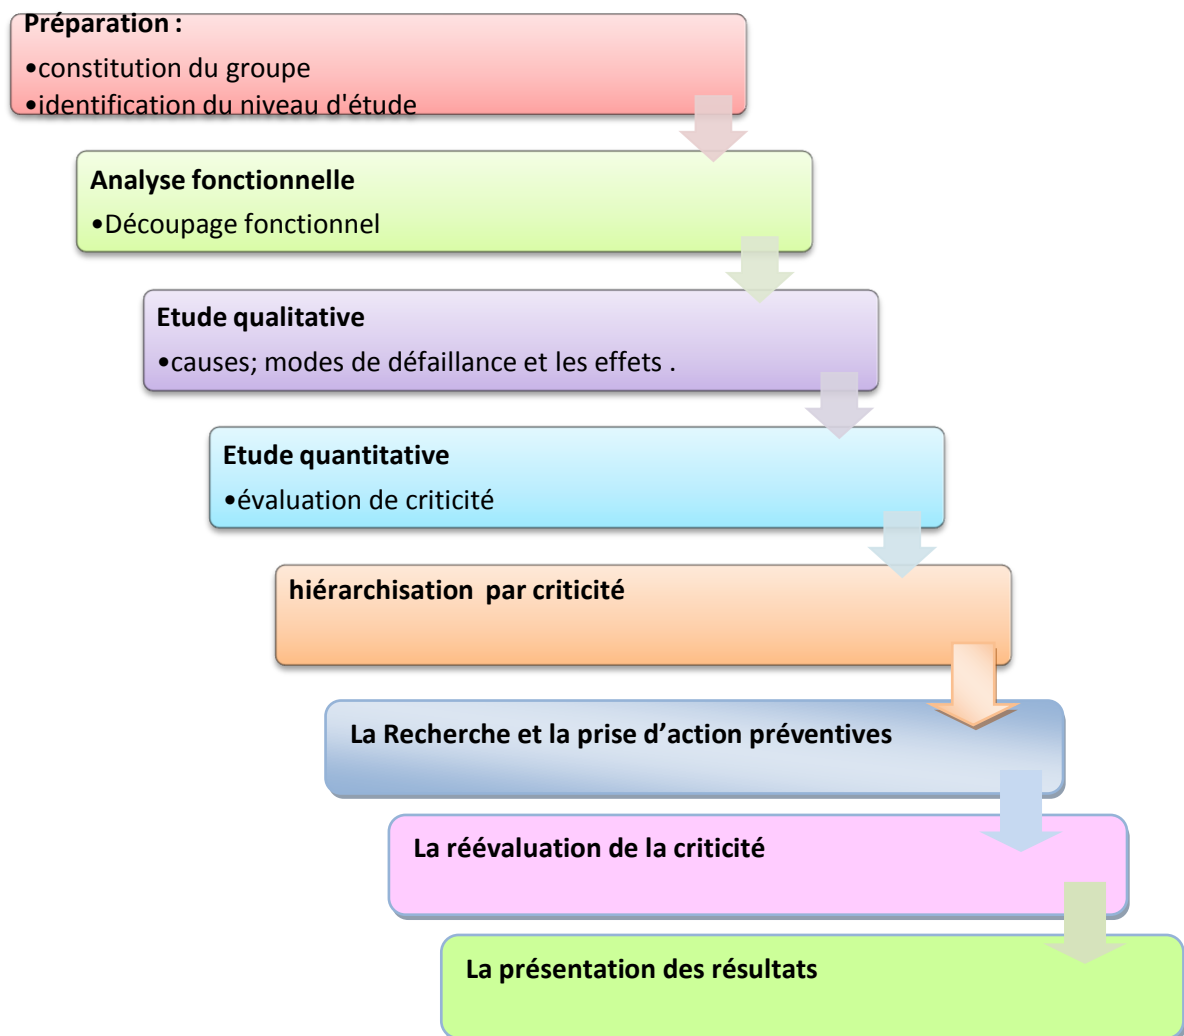 Préparation :
•constitution du groupe
•identification du niveau d'étude
Analyse fonctionnelle
•Découpage fonctionnel
Etude qualitative
•causes; modes de défaillance et les effets .
Etude quantitative
•évaluation de criticité
hiérarchisation par criticité
La Recherche et la prise d’action préventives
La réévaluation de la criticité
La présentation des résultats